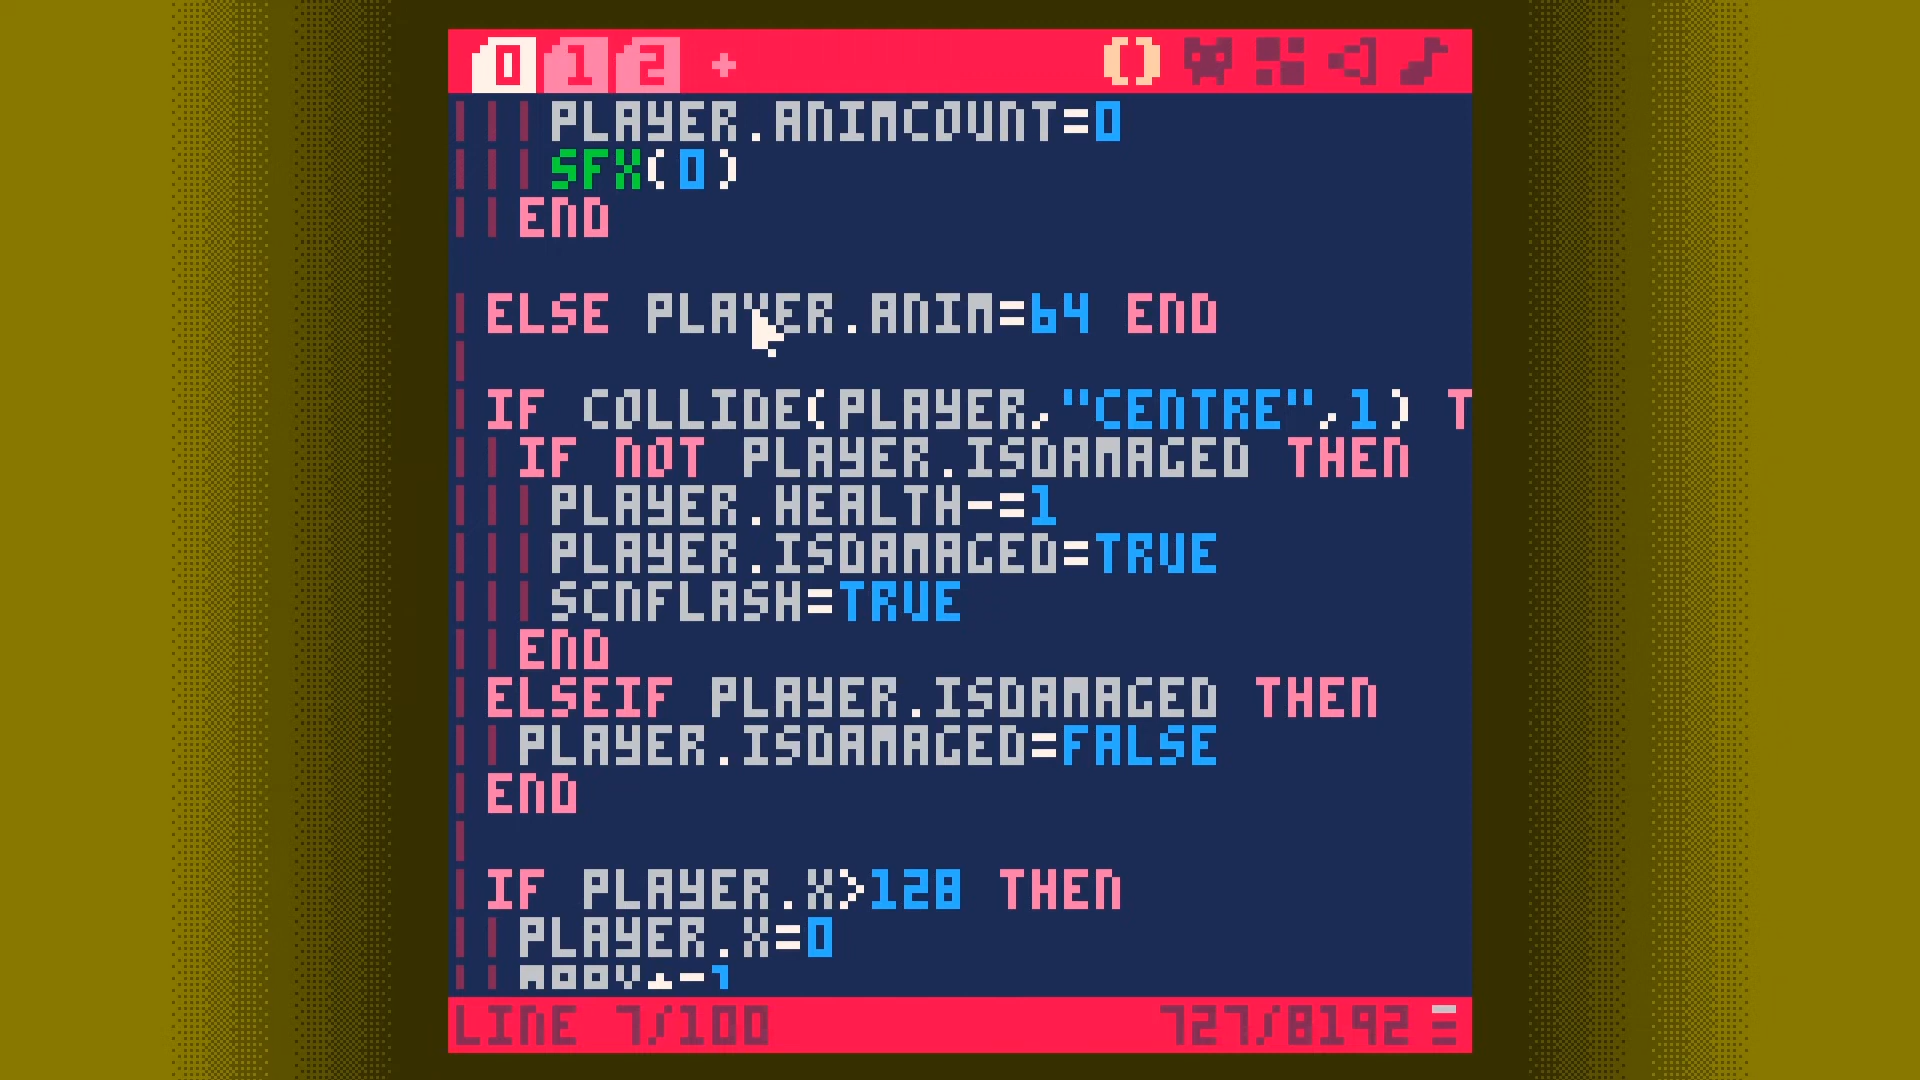 0 1 2 +
PLAYER.ANIMCOUNT=0
SFX(0)
END
ELSE PLAYER.ANIM=64 END
IF COLLIDE(PLAYER,"CENTRE",1) T
IF NOT PLAYER.ISDAMAGED THEN
PLAYER.HEALTH-=1
PLAYER.ISDAMAGED=TRUE
SCNFLASH=TRUE
END
ELSEIF PLAYER.ISDAMAGED THEN
PLAYER.ISDAMAGED=FALSE
END
IF PLAYER.X>128 THEN
PLAYER.X=0
LINE 7/100
727/8192